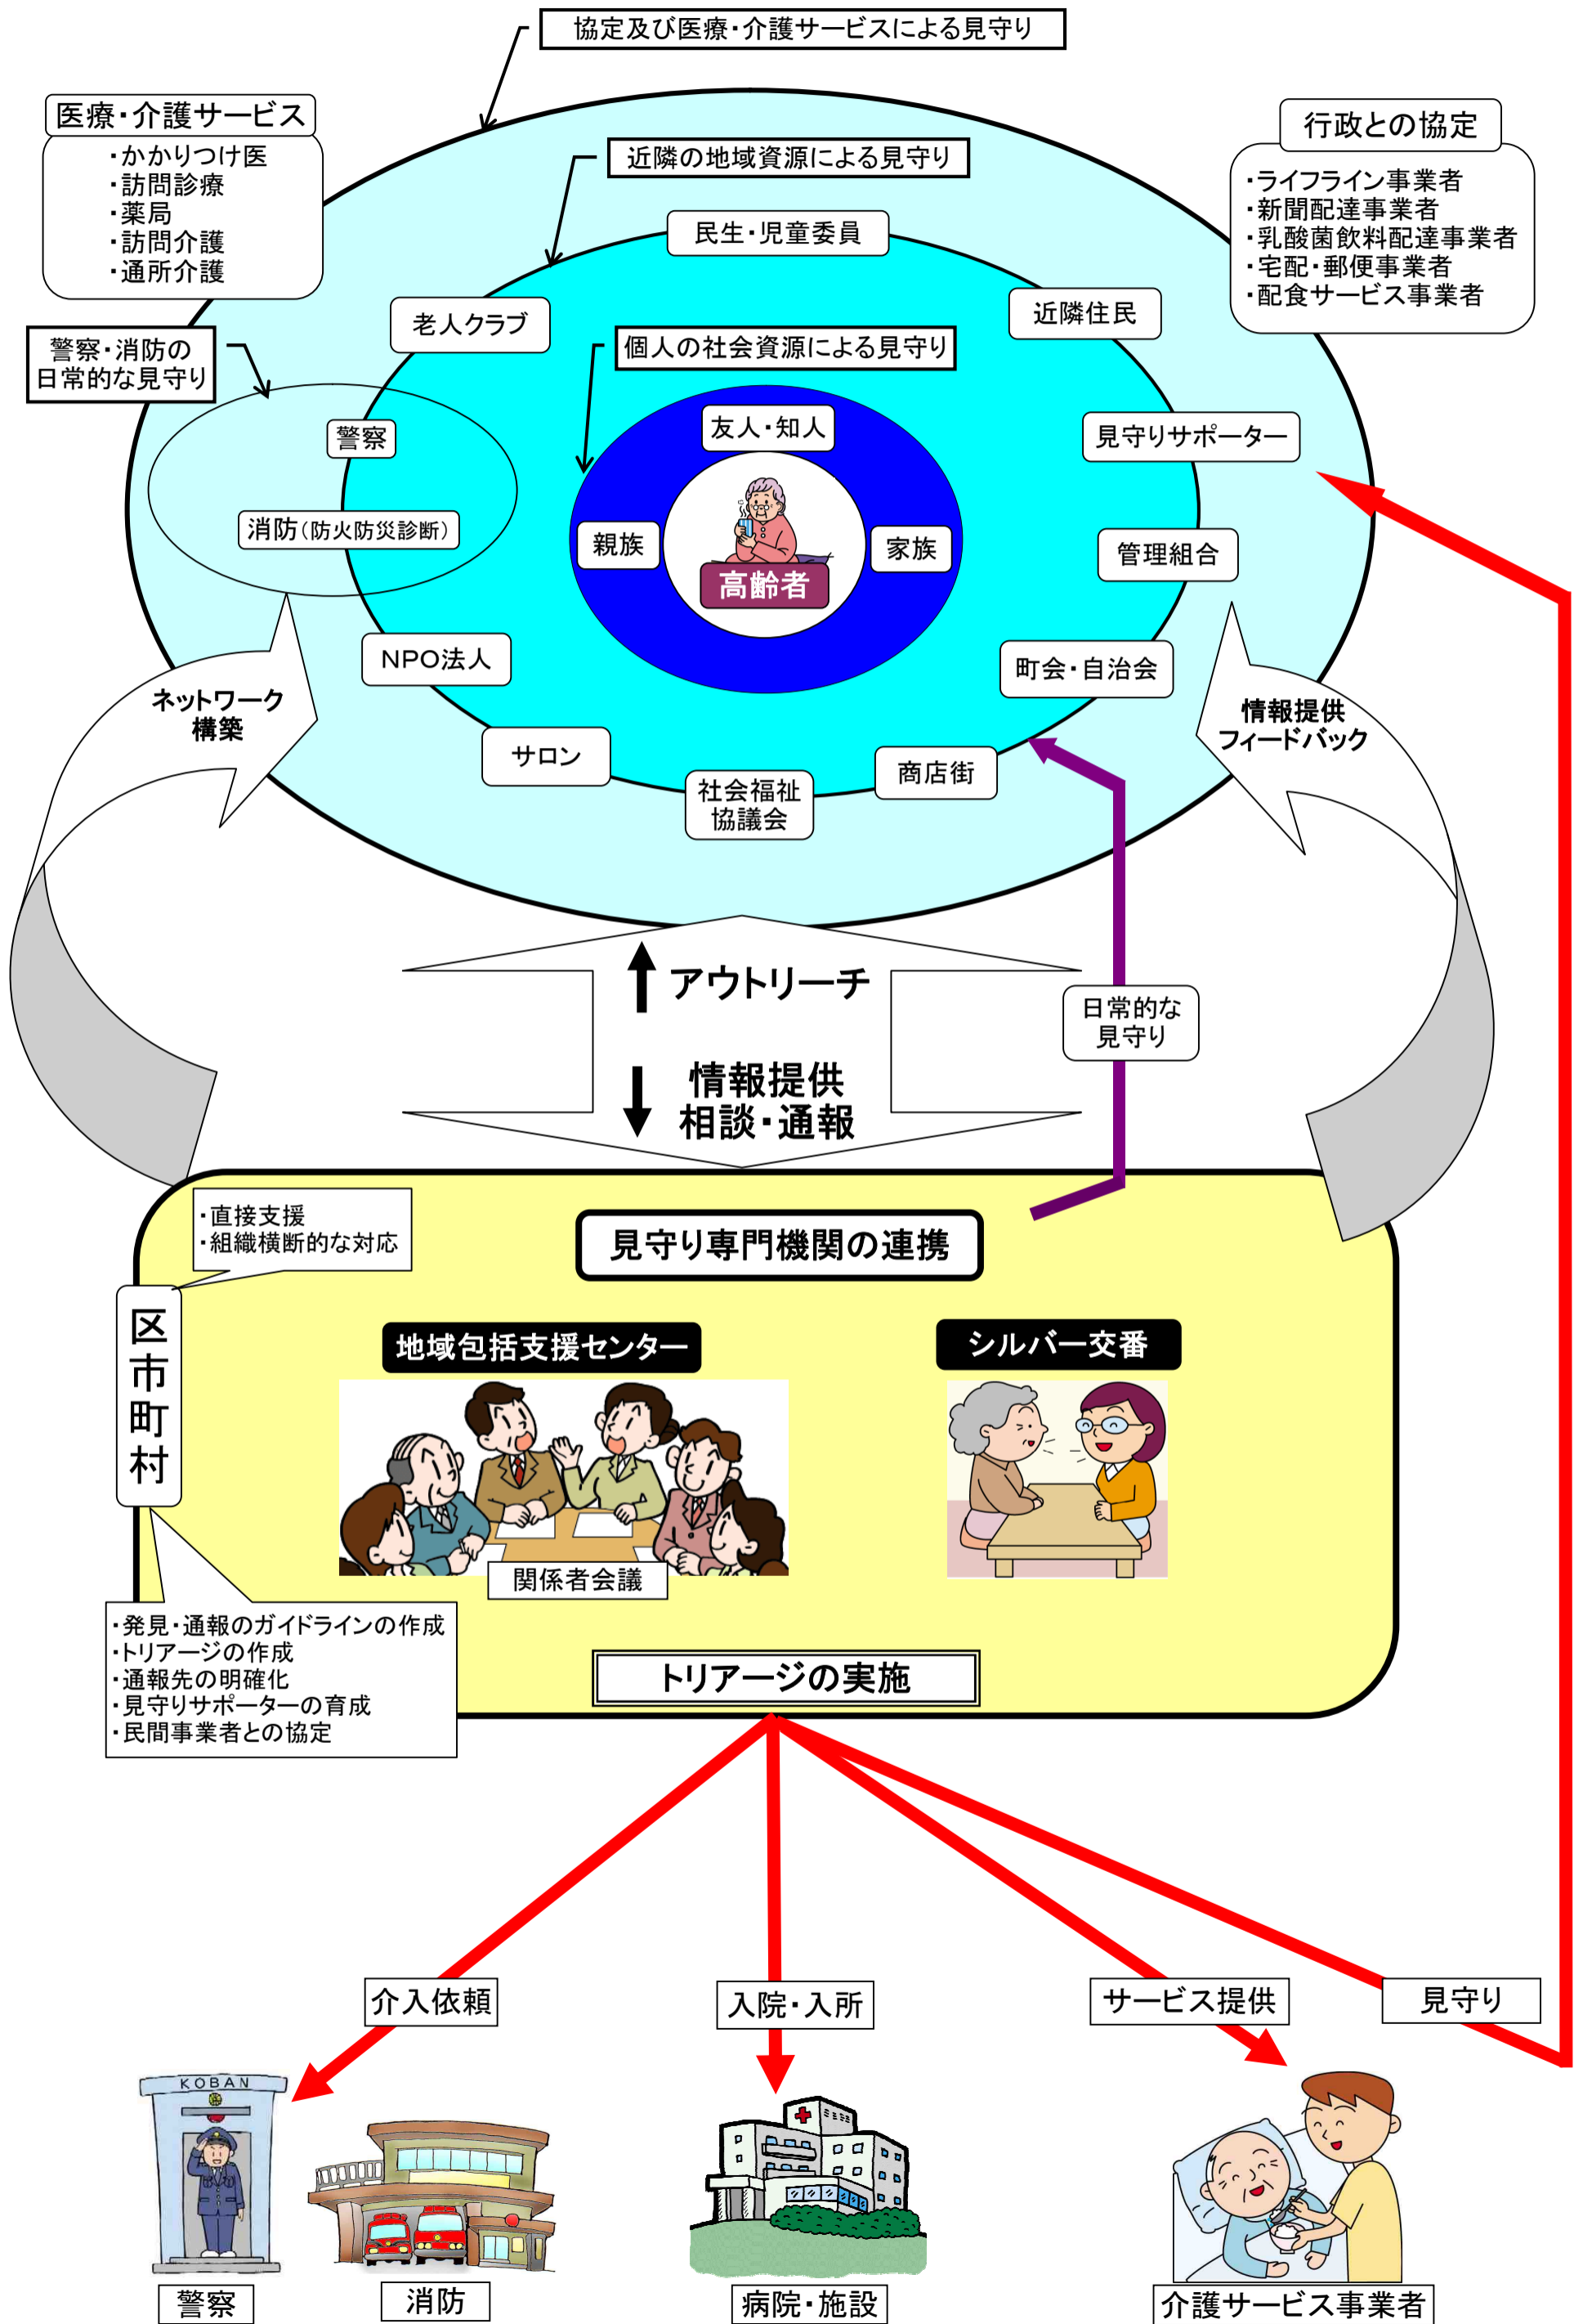 協定及び医療・介護サービスによる見守り
医療・介護サービス
・かかりつけ医
・訪問診療
・薬局
・訪問介護
・通所介護
近隣の地域資源による見守り
行政との協定
・ライフライン事業者
・新聞配達事業者
・乳酸菌飲料配達事業者
・宅配・郵便事業者
・配食サービス事業者
民生・児童委員
老人クラブ
近隣住民
警察・消防の
日常的な見守り
個人の社会資源による見守り
警察
友人・知人
見守りサポーター
消防（防火防災診断）
親族
家族
高齢者
管理組合
NPO法人
町会・自治会
ネットワーク
構築
情報提供
フィードバック
サロン
商店街
社会福祉
協議会
アウトリーチ
日常的な
見守り
情報提供
相談・通報
・直接支援
・組織横断的な対応
見守り専門機関の連携
区市町村
地域包括支援センター
シルバー交番
関係者会議
・発見・通報のガイドラインの作成
・トリアージの作成
・通報先の明確化
・見守りサポーターの育成
・民間事業者との協定
トリアージの実施
介入依頼
入院・入所
サービス提供
見守り
KOBAN
警察
消防
病院・施設
介護サービス事業者